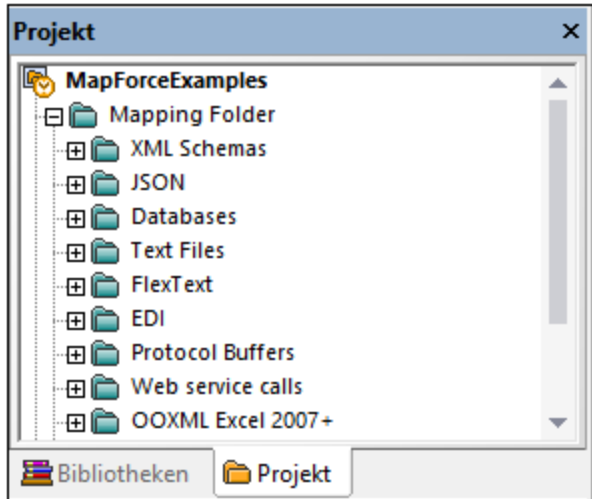 Projekt
MapForceExamples
Mapping Folder
XML Schemas
JSON
Databases
Text Files
FlexText
EDI
Protocol Buffers
Web service calls
OOXML Excel 2007+
Bibliotheken Projekt